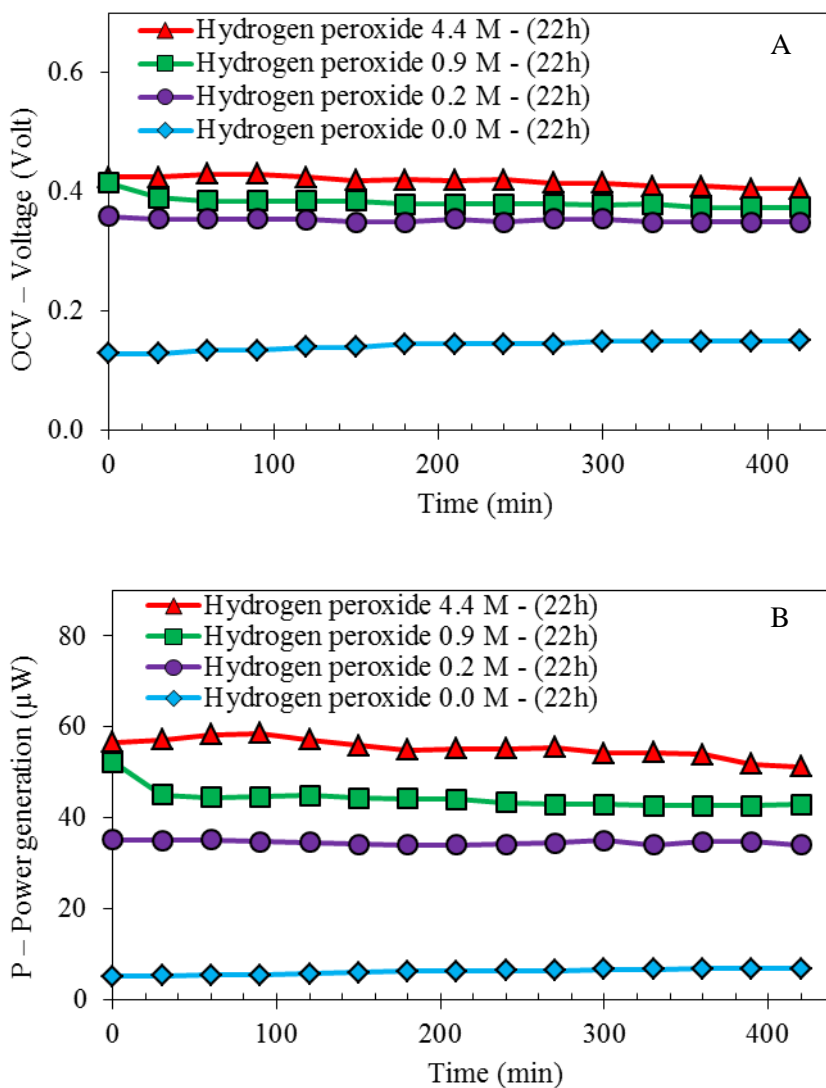 Hydrogen peroxide 4.4 M - (22h)
A
Hydrogen peroxide 0.9 M - (22h)
Hydrogen peroxide 0.2 M - (22h)
Hydrogen peroxide 0.0 M - (22h)
OCV – Voltage (Volt)
0.6
0.4
0.2
0.0
0 100 200 300 400
Time (min)
Hydrogen peroxide 4.4 M - (22h)
B
Hydrogen peroxide 0.9 M - (22h)
Hydrogen peroxide 0.2 M - (22h)
Hydrogen peroxide 0.0 M - (22h)
P – Power generation (µW)
80
60
40
20
0
0 100 200 300 400
Time (min)